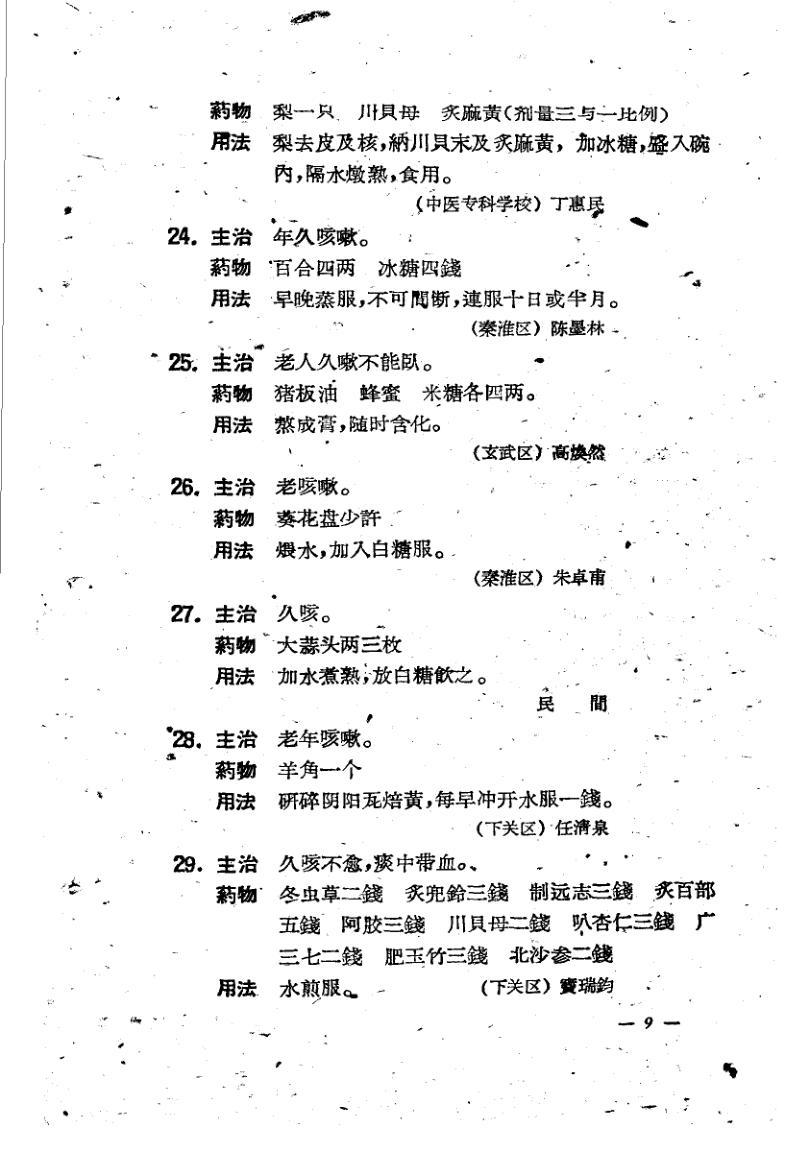 药物 梨一只 川貝母 炙麻黄(剂量三与一比例)
用法 梨去皮及核,納川貝末及炙麻黄, 加冰糖,盛入碗
內,隔水燉熟,食用。
(中医专科学校) 丁惠民
24. 主治 年久咳嗽。
药物 百合四两 冰糖四錢
用法 早晚蒸服,不可間断,連服十日或半月。
(秦淮区) 陈墨林
25. 主治 老人久嗽不能臥。
药物 猪板油 蜂蜜 米糖各四两。
用法 熬成膏,随时含化。
(玄武区) 高煥然
26. 主治 老咳嗽。
药物 葵花盘少許
用法 煨水,加入白糖服。
(秦淮区) 朱卓甫
27. 主治 久咳。
药物 大蒜头两三枚
用法 加水煮熟,放白糖飲之。
民 間
28. 主治 老年咳嗽。
药物 羊角一个
用法 研碎阴阳瓦焙黄,每早冲开水服一錢。
(下关区) 任清泉
29. 主治 久咳不愈,痰中带血。
药物 冬虫草二錢 炙兜鈴三錢 制远志三錢 炙百部
五錢 阿胶三錢 川貝母二錢 叭杏仁三錢 广
三七二錢 肥玉竹三錢 北沙参二錢
用法 水煎服。 (下关区) 竇瑞鈞
— 9 —